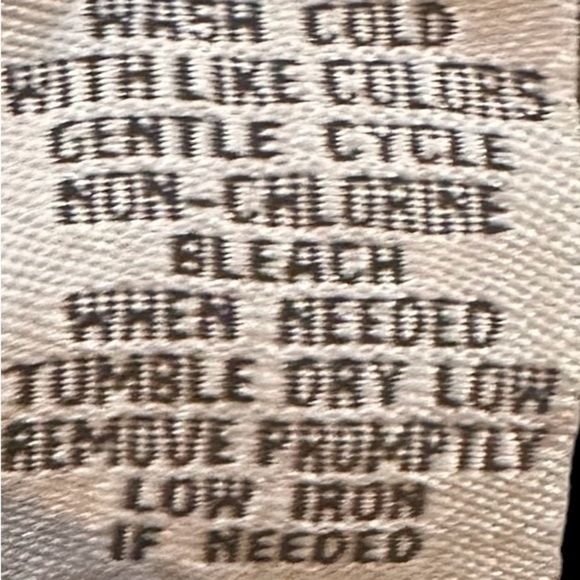 WASH COLD
WITH LIKE COLORS
GENTLE CYCLE
NON-CHLORINE
BLEACH
WHEN NEEDED
TUMBLE DRY LOW
REMOVE PROMPTLY
LOW IRON
IF NEEDED